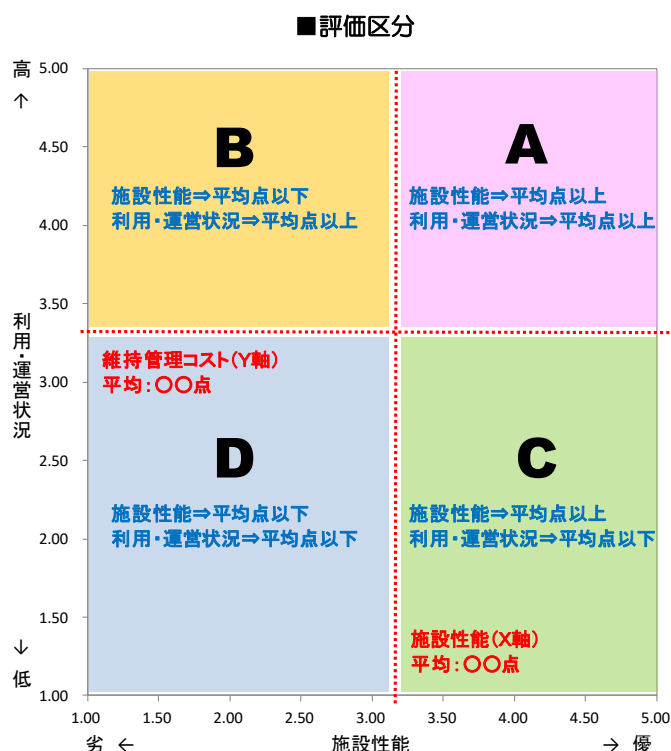 ■評価区分
高
↑
5.00
4.50
4.00
3.50
3.00
2.50
2.00
1.50
1.00
利用・運営状況
↓
低
B
施設性能⇒平均点以下
利用・運営状況⇒平均点以上
A
施設性能⇒平均点以上
利用・運営状況⇒平均点以上
維持管理コスト(Y軸)
平均：〇〇点
D
施設性能⇒平均点以下
利用・運営状況⇒平均点以下
C
施設性能⇒平均点以上
利用・運営状況⇒平均点以下
施設性能(X軸)
平均：〇〇点
1.00 1.50 2.00 2.50 3.00 3.50 4.00 4.50 5.00
劣 ← 施設性能 → 優